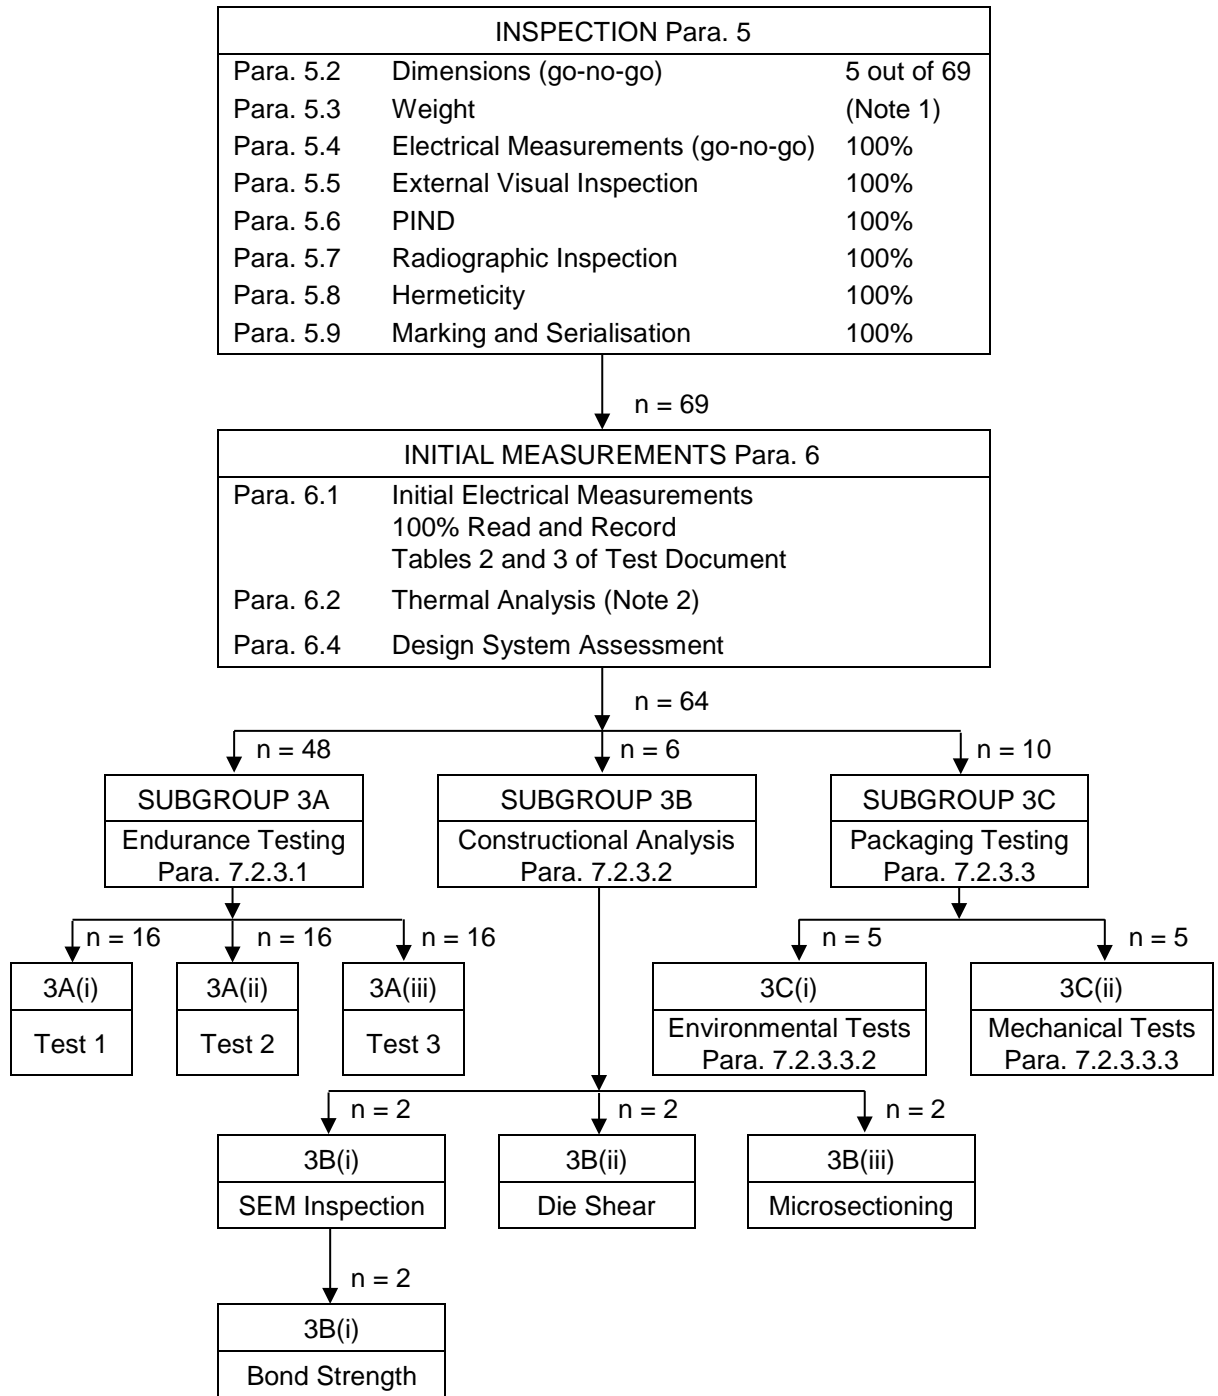 INSPECTION Para. 5
Para. 5.2 Dimensions (go-no-go) 5 out of 69
Para. 5.3 Weight (Note 1)
Para. 5.4 Electrical Measurements (go-no-go) 100%
Para. 5.5 External Visual Inspection 100%
Para. 5.6 PIND 100%
Para. 5.7 Radiographic Inspection 100%
Para. 5.8 Hermeticity 100%
Para. 5.9 Marking and Serialisation 100%
n = 69
INITIAL MEASUREMENTS Para. 6
Para. 6.1 Initial Electrical Measurements
100% Read and Record
Tables 2 and 3 of Test Document
Para. 6.2 Thermal Analysis (Note 2)
Para. 6.4 Design System Assessment
n = 64
n = 48 n = 6 n = 10
SUBGROUP 3A SUBGROUP 3B SUBGROUP 3C
Endurance Testing Constructional Analysis Packaging Testing
Para. 7.2.3.1 Para. 7.2.3.2 Para. 7.2.3.3
n = 16 n = 16 n = 16 n = 5 n = 5
3A(i) 3A(ii) 3A(iii) 3C(i) 3C(ii)
Test 1 Test 2 Test 3 Environmental Tests Mechanical Tests
Para. 7.2.3.3.2 Para. 7.2.3.3.3
n = 2 n = 2 n = 2
3B(i) 3B(ii) 3B(iii)
SEM Inspection Die Shear Microsectioning
n = 2
3B(i)
Bond Strength